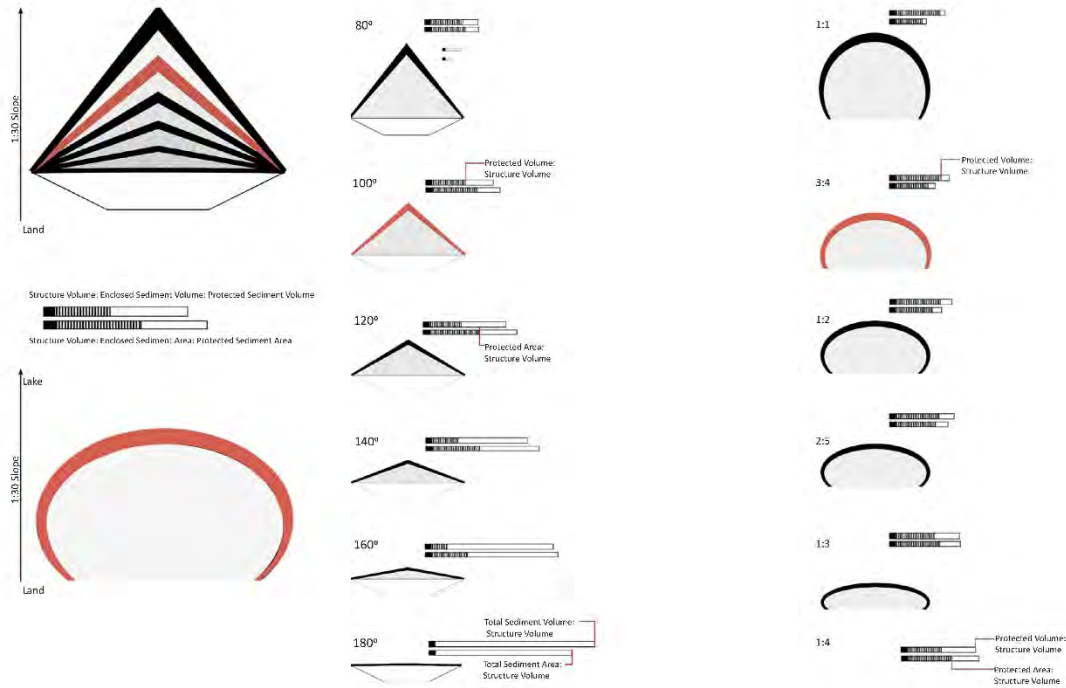 1:30 Slope
Land
Structure Volume: Enclosed Sediment Volume: Protected Sediment Volume
Structure Volume: Enclosed Sediment Area: Protected Sediment Area
Lake
1:30 Slope
Land
80º
100º
Protected Volume:
Structure Volume
120º
Protected Area:
Structure Volume
140º
160º
180º
Total Sediment Volume:
Structure Volume
Total Sediment Area:
Structure Volume
1:1
3:4
Protected Volume:
Structure Volume
1:2
2:5
1:3
1:4
Protected Volume:
Structure Volume
Protected Area:
Structure Volume